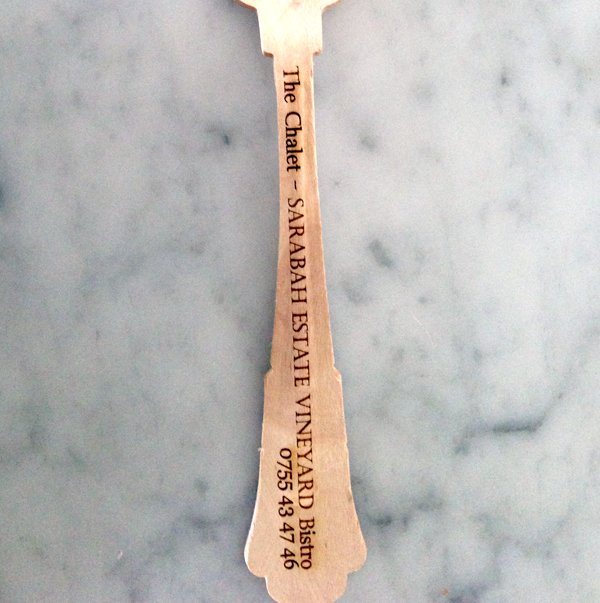 The Chalet - SARABAH ESTATE VINEYARD Bistro
0755 43 47 46